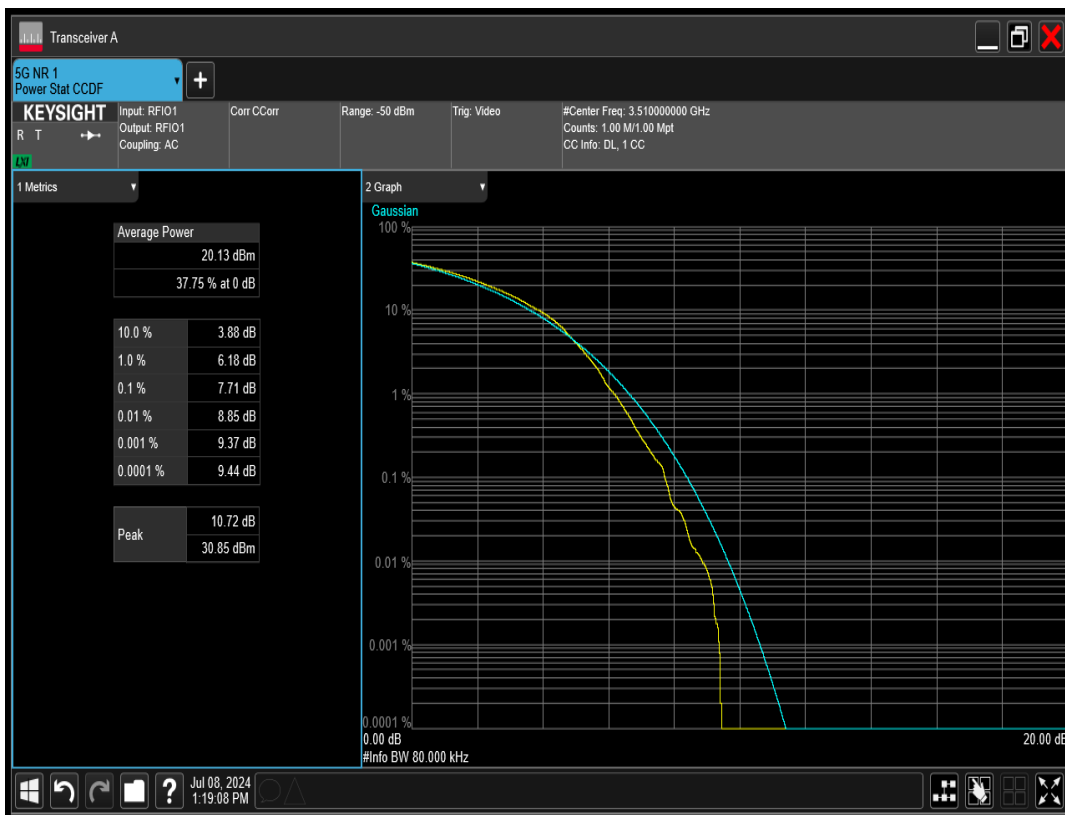 Transceiver A
5G NR 1
Power Stat CCDF
+
KEYSIGHT
R T
LXI
Input: RFIO1
Output: RFIO1
Coupling: AC
Corr CCorr
Range: -50 dBm
Trig: Video
#Center Freq: 3.510000000 GHz
Counts: 1.00 M/1.00 Mpt
CC Info: DL, 1 CC
1 Metrics
Average Power
20.13 dBm
37.75 % at 0 dB
10.0 % 3.88 dB
1.0 % 6.18 dB
0.1 % 7.71 dB
0.01 % 8.85 dB
0.001 % 9.37 dB
0.0001 % 9.44 dB
Peak
10.72 dB
30.85 dBm
2 Graph
Gaussian
100 %
10 %
1 %
0.1 %
0.01 %
0.001 %
0.0001 %
0.00 dB
20.00 dB
#Info BW 80.000 kHz
?
Jul 08, 2024
1:19:08 PM